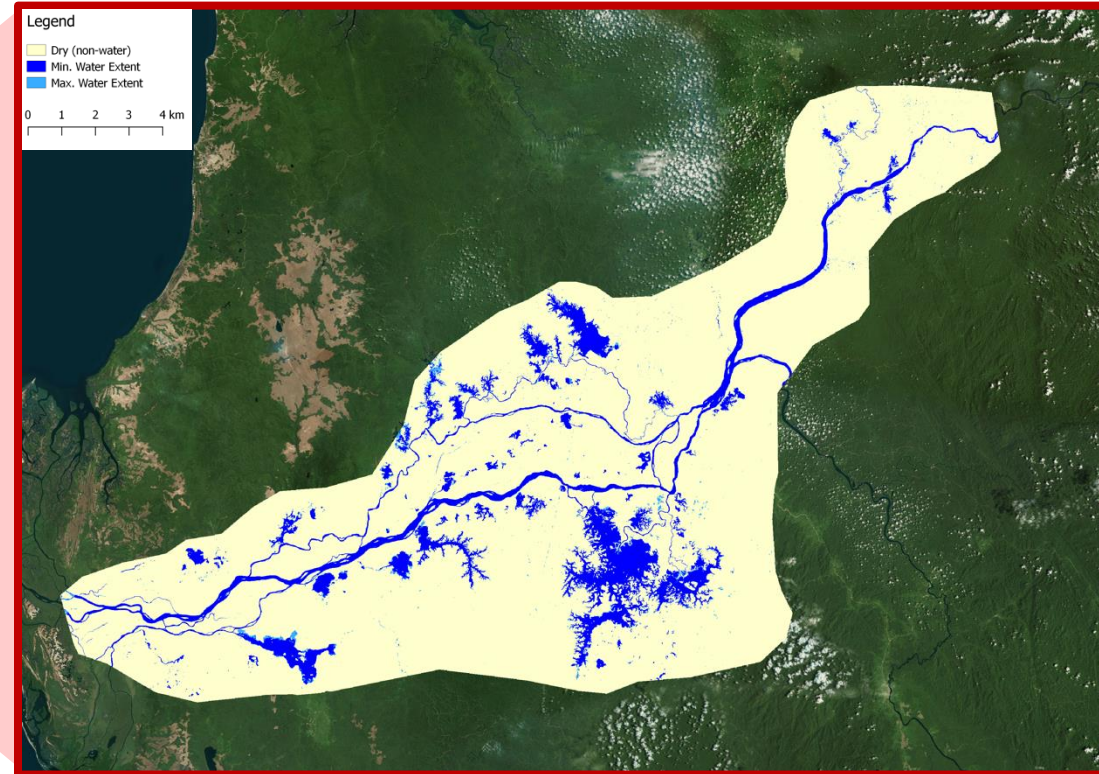 Legend
Dry (non-water)
Min. Water Extent
Max. Water Extent
0 1 2 3 4 km